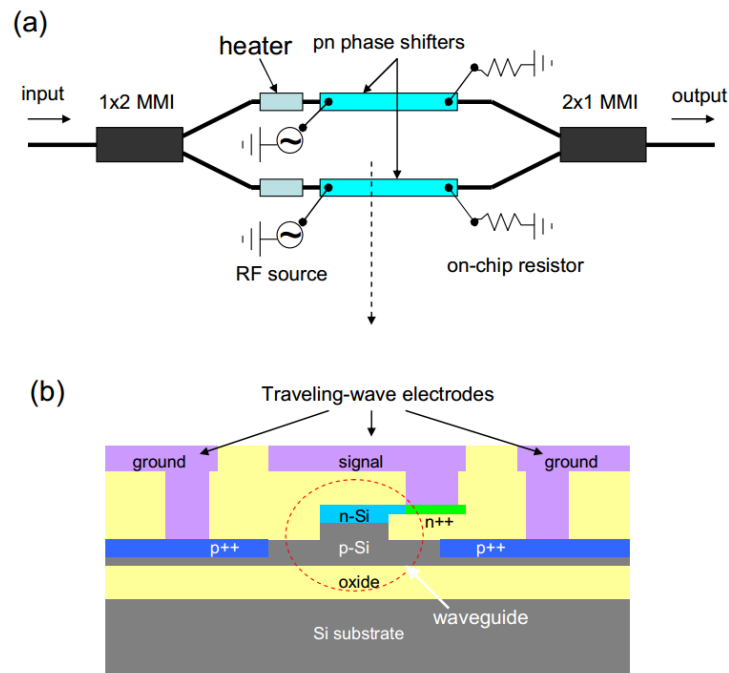 (a)
heater
pn phase shifters
input
1x2 MMI
2x1 MMI
output
~
~
RF source
on-chip resistor
(b)
Traveling-wave electrodes
ground
signal
ground
n-Si
n++
p++
p-Si
p++
oxide
waveguide
Si substrate